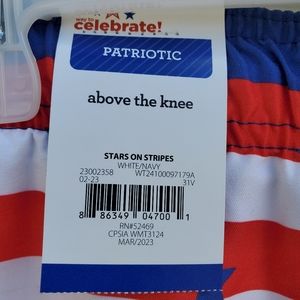 way to
celebrate!
PATRIOTIC
above the knee
STARS ON STRIPES
WHITE/NAVY
23002358 WT24100097179A
02-23 31V
8 86349 04700 1
RN#52469
CPSIA WMT3124
MAR/2023